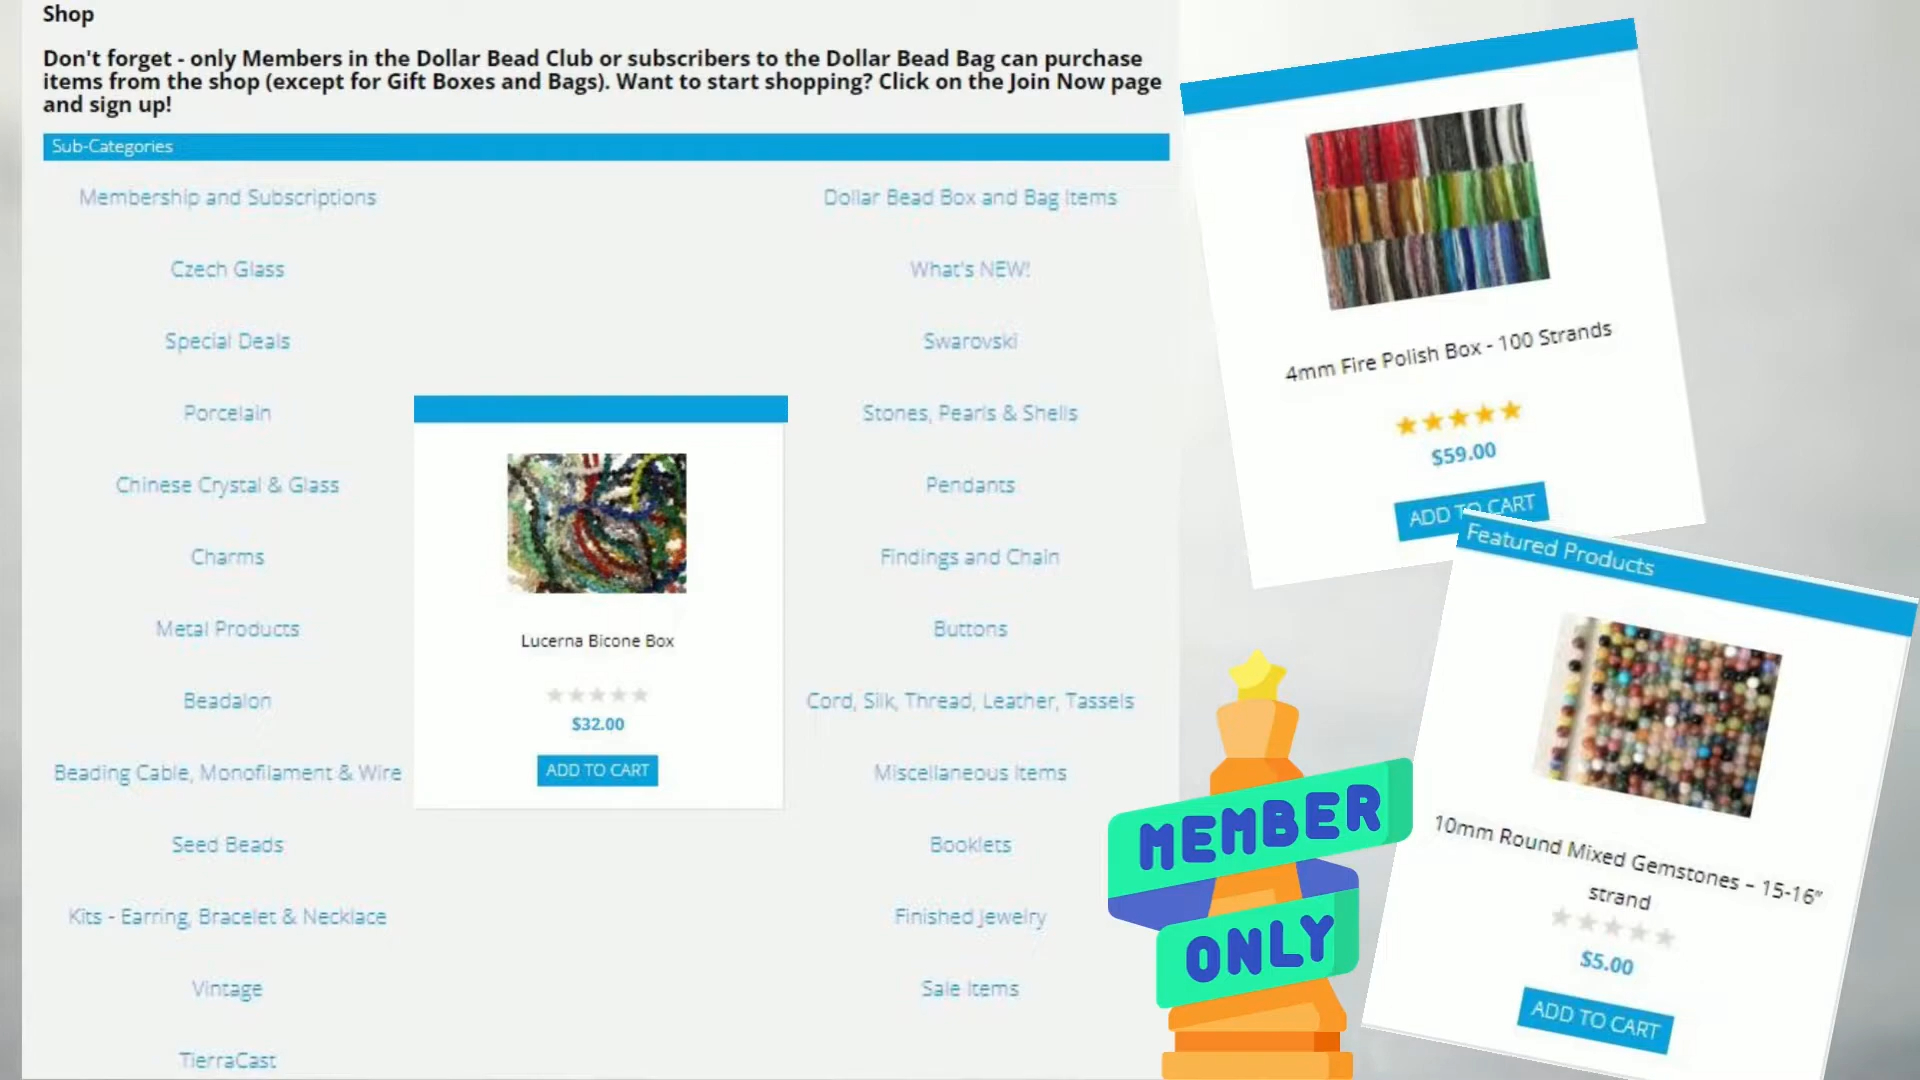 Shop
Don't forget - only Members in the Dollar Bead Club or subscribers to the Dollar Bead Bag can purchase
items from the shop (except for Gift Boxes and Bags). Want to start shopping? Click on the Join Now page
and sign up!
Sub-Categories
Membership and Subscriptions
Dollar Bead Box and Bag Items
Czech Glass
What's NEW!
Special Deals
Swarovski
Porcelain
Stones, Pearls & Shells
Chinese Crystal & Glass
Pendants
Charms
Findings and Chain
Metal Products
Buttons
Beadalon
Cord, Silk, Thread, Leather, Tassels
Beading Cable, Monofilament & Wire
Miscellaneous Items
Seed Beads
Booklets
Kits - Earring, Bracelet & Necklace
Finished Jewelry
Vintage
Sale Items
TierraCast
Lucerna Bicone Box
$32.00
ADD TO CART
4mm Fire Polish Box - 100 Strands
$59.00
ADD TO CART
Featured Products
10mm Round Mixed Gemstones – 15-16”
strand
$5.00
ADD TO CART
MEMBER
ONLY